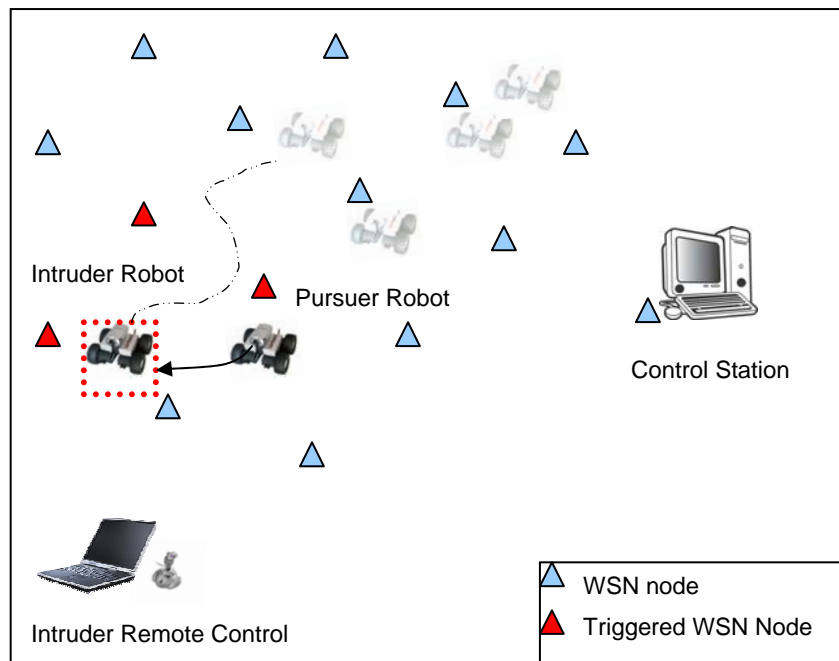 Intruder Robot
Pursuer Robot
Control Station
Intruder Remote Control
WSN node
Triggered WSN Node